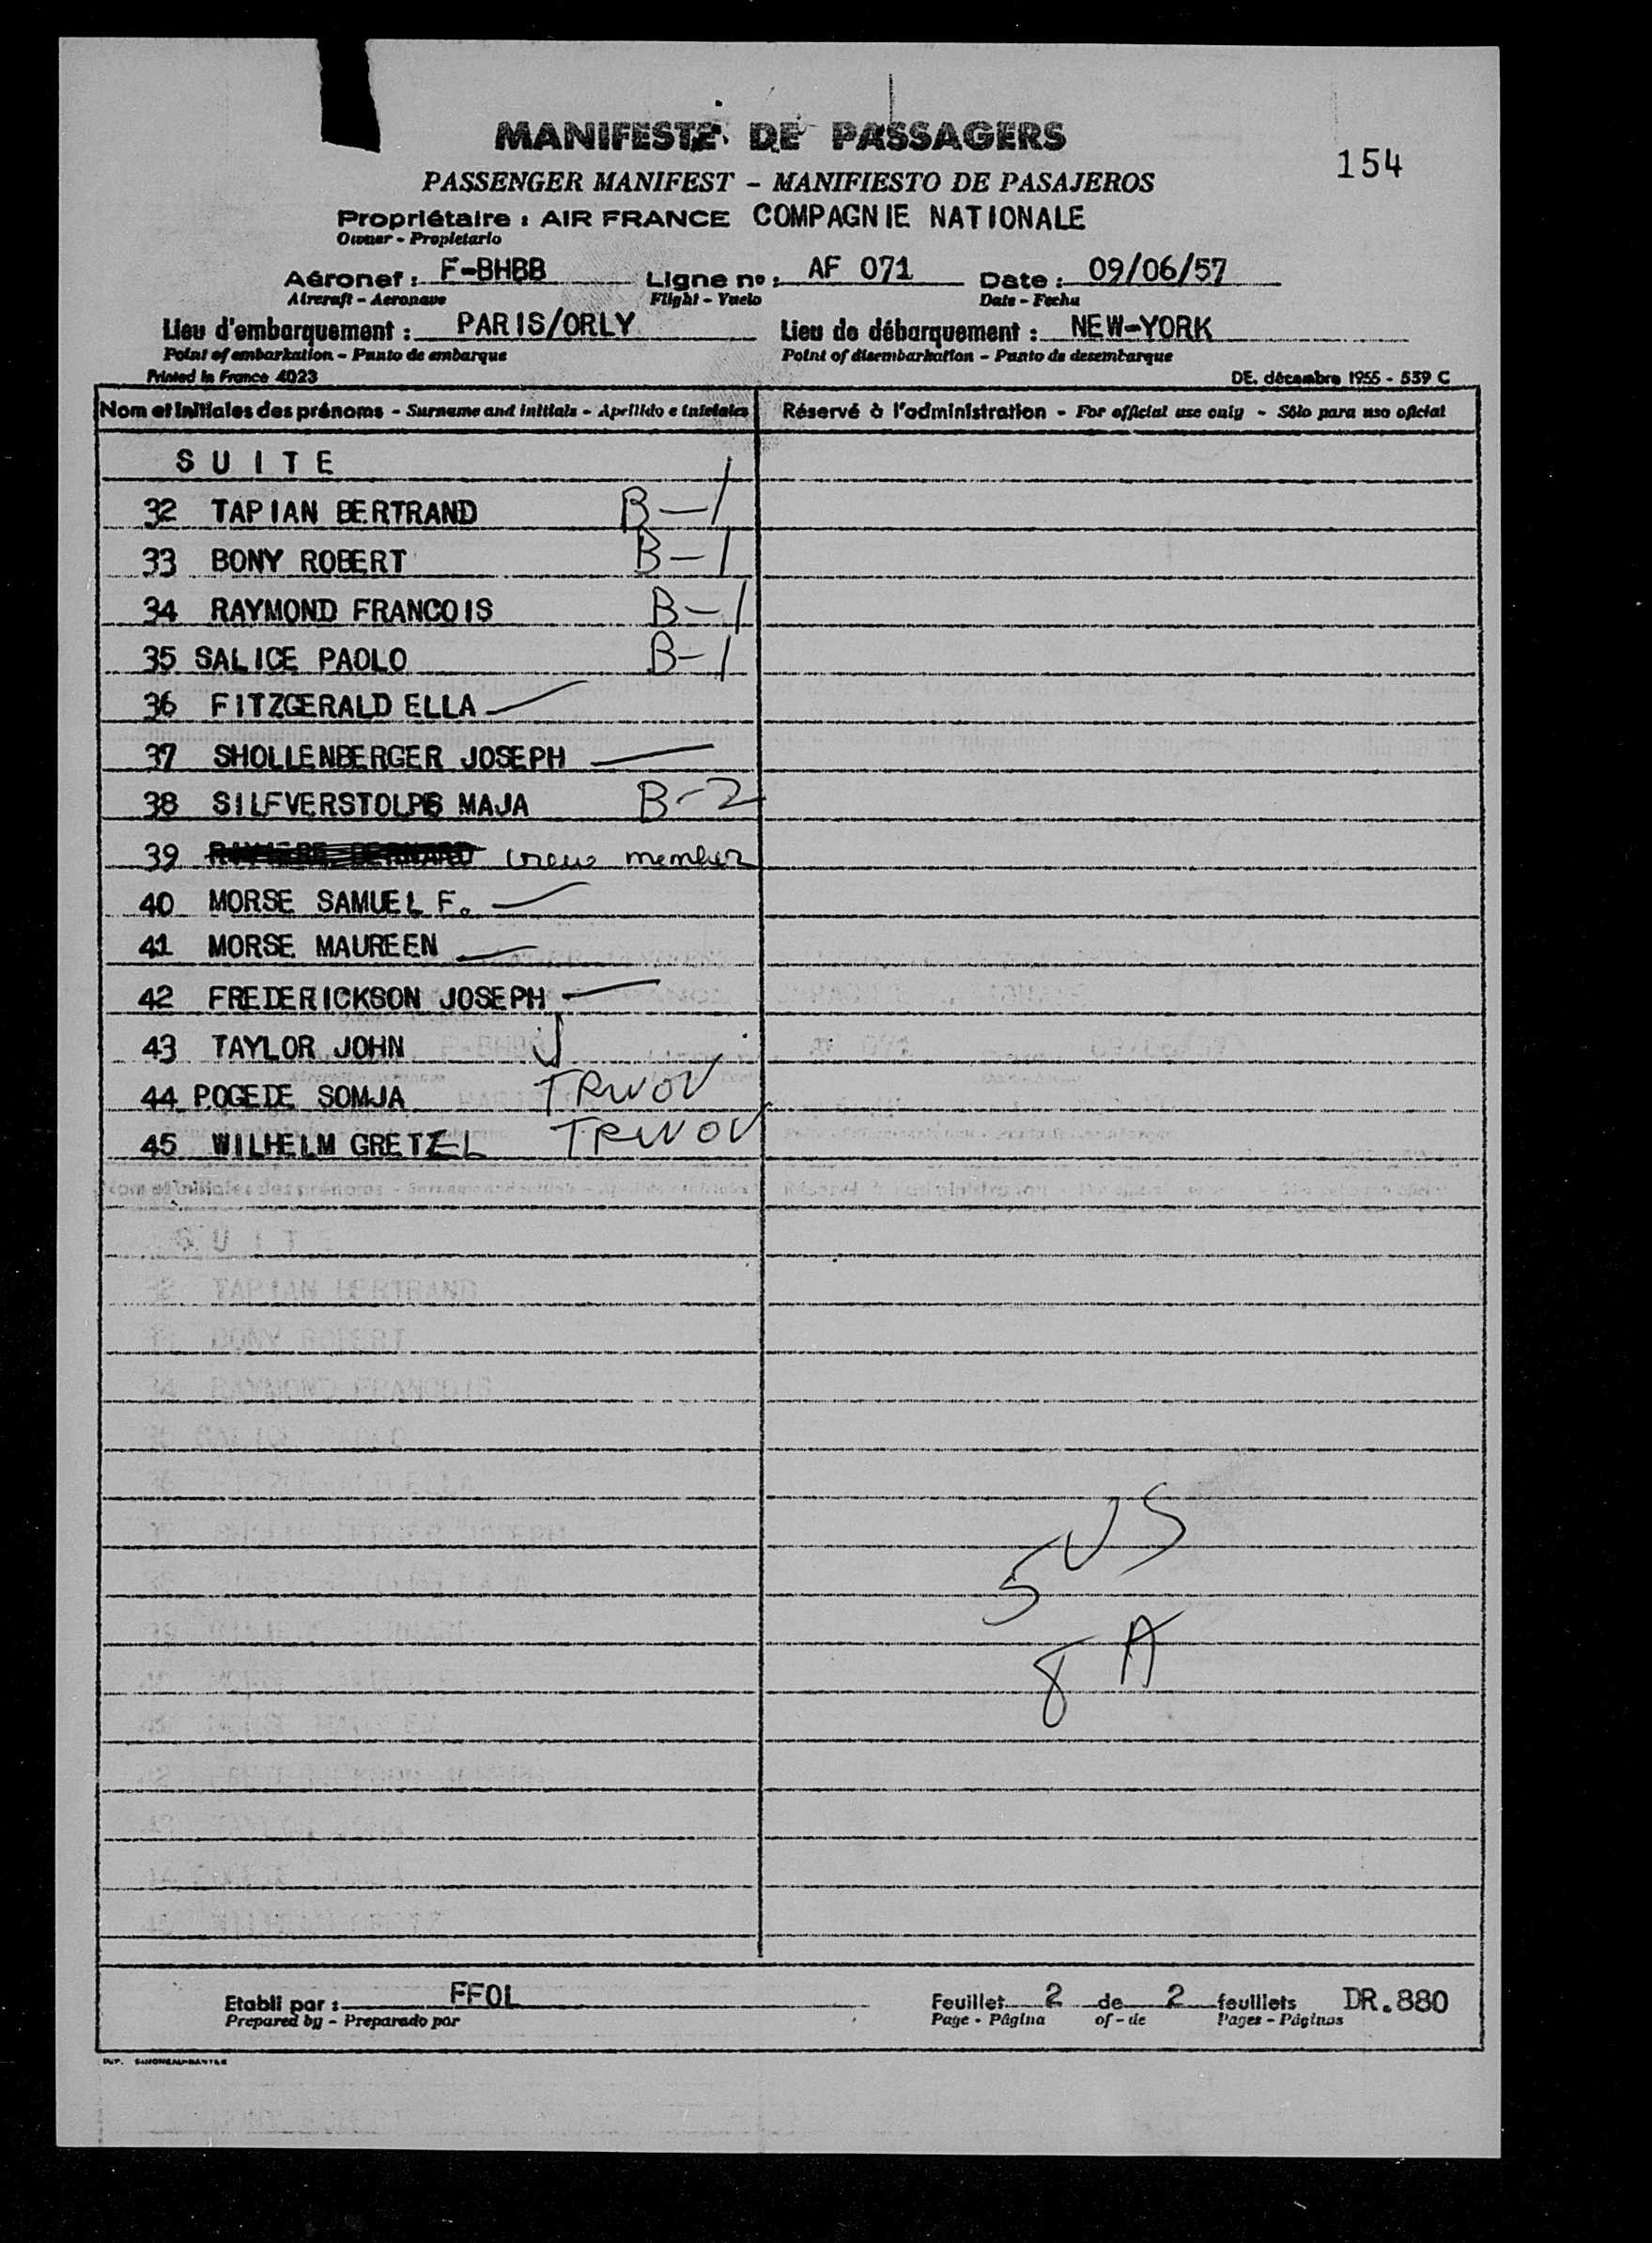 MANIFESTE DE PASSAGERS
154
PASSENGER MANIFEST - MANIFIESTO DE PASAJEROS
Propriétaire : AIR FRANCE COMPAGNIE NATIONALE
Owner - Propietario
Aéronef : F-BHBB Ligne nº : AF 071 Date : 09/06/57
Aircraft - Aeronave Flight - Vuelo Date - Fecha
Lieu d'embarquement : PARIS/ORLY Lieu de débarquement : NEW-YORK
Point of embarkation - Punto de embarque Point of disembarkation - Punto de desembarque
Printed in France 4023 DE. décembre 1955 - 539 C
Nom et initiales des prénoms - Surname and initials - Apellido e iniciales Réservé à l'administration - For official use only - Sólo para uso oficial
SUITE
32 TAPIAN BERTRAND B-1
33 BONY ROBERT B-1
34 RAYMOND FRANCOIS B-1
35 SALICE PAOLO B-1
36 FITZGERALD ELLA
37 SHOLLENBERGER JOSEPH
38 SILFVERSTOLPE MAJA B-2
39 RIVIERE BERNARD crew member
40 MORSE SAMUEL F.
41 MORSE MAUREEN
42 FREDERICKSON JOSEPH
43 TAYLOR JOHN
44 POGEDE SOMJA TRWOV
45 WILHELM GRETEL TRWOV
5 US
8 A
Etabli par : FFOL Feuillet 2 de 2 feuillets DR.880
Prepared by - Preparado por Page - Página of - de Pages - Páginas